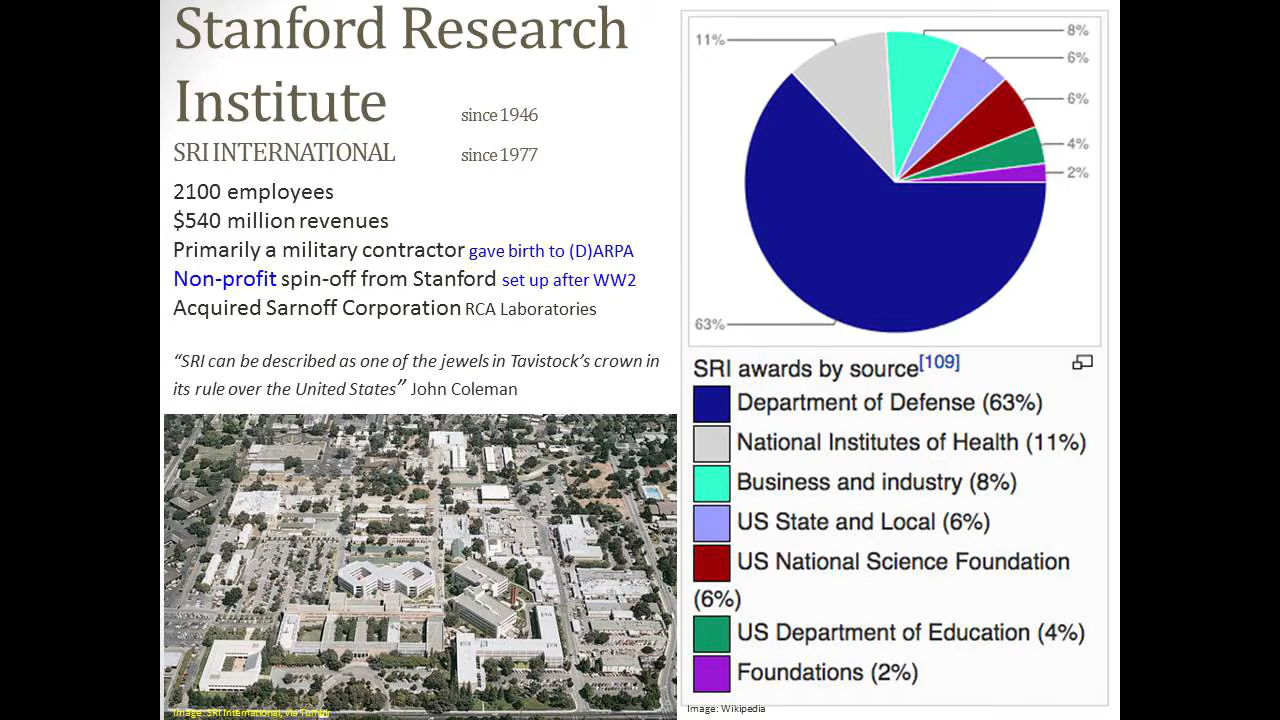 Stanford Research
Institute since 1946
SRI INTERNATIONAL since 1977
2100 employees
$540 million revenues
Primarily a military contractor gave birth to (D)ARPA
Non-profit spin-off from Stanford set up after WW2
Acquired Sarnoff Corporation RCA Laboratories
“SRI can be described as one of the jewels in Tavistock’s crown in
its rule over the United States” John Coleman
Image: SRI International, via Tumblr
11%
8%
6%
6%
4%
2%
63%
SRI awards by source[109]
Department of Defense (63%)
National Institutes of Health (11%)
Business and industry (8%)
US State and Local (6%)
US National Science Foundation
(6%)
US Department of Education (4%)
Foundations (2%)
Image: Wikipedia